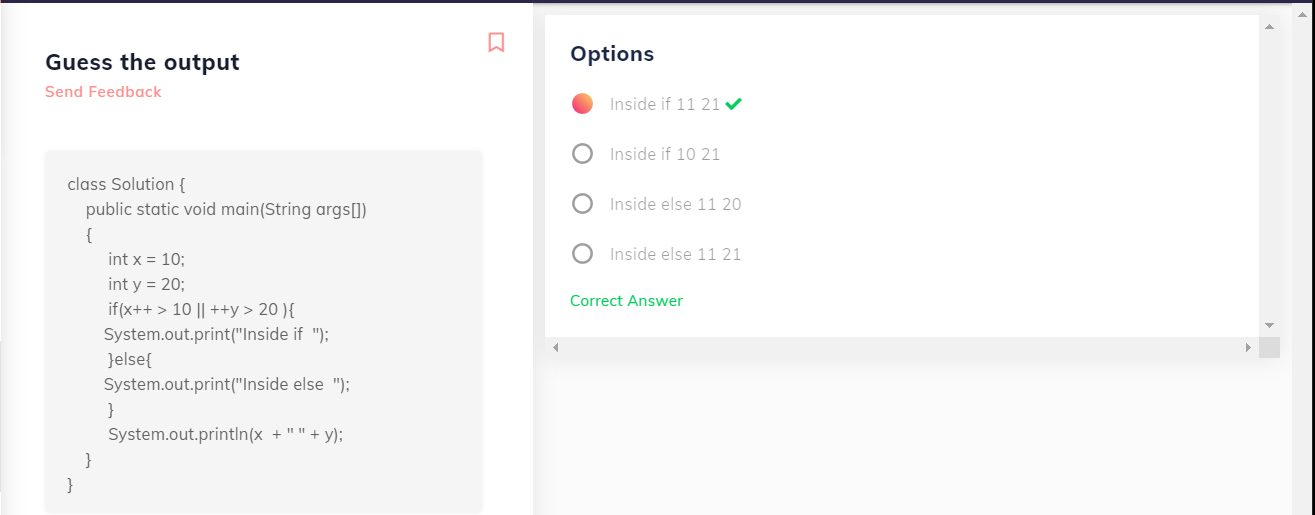 Guess the output
Send Feedback
class Solution {
public static void main(String args[])
{
int x = 10;
int y = 20;
if(x++ > 10 || ++y > 20 ){
System.out.print("Inside if  ");
}else{
System.out.print("Inside else  ");
}
System.out.println(x  + " " + y);
}
}
Options
Inside if 11 21
Inside if 10 21
Inside else 11 20
Inside else 11 21
Correct Answer